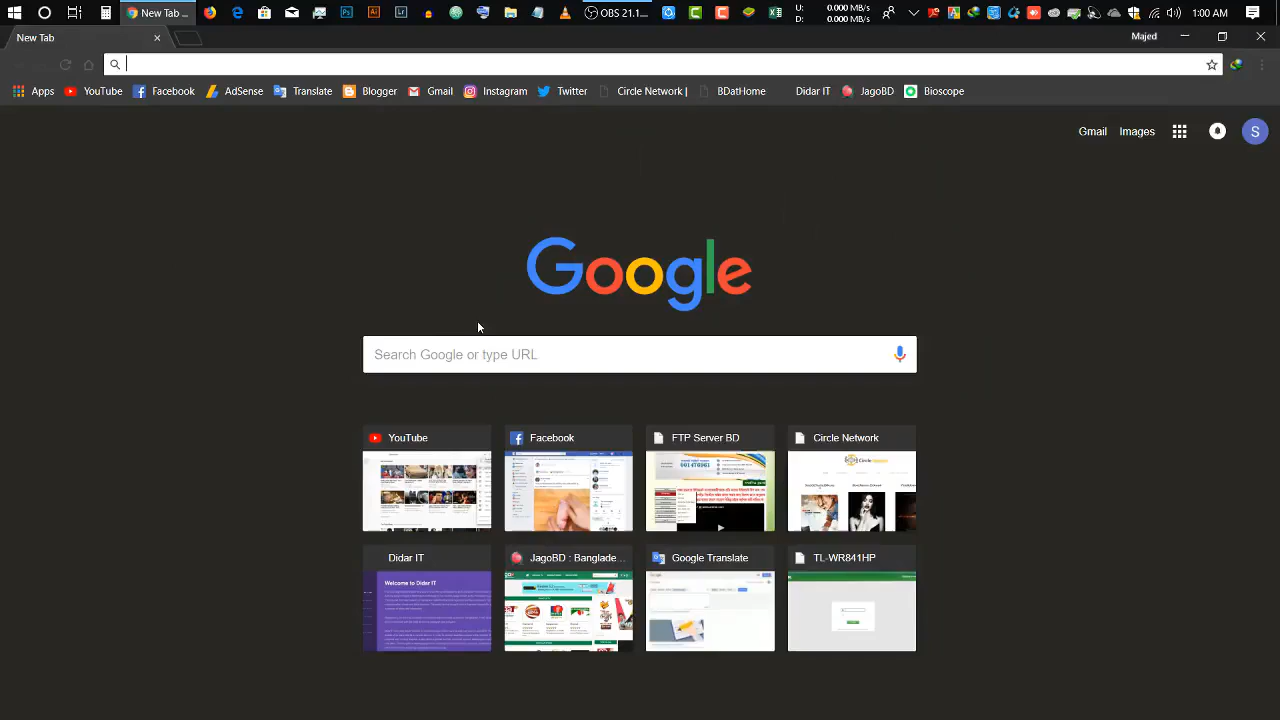 New Tab ...
OBS 21.1...
U: 0.000 MB/s
D: 0.000 MB/s
1:00 AM
New Tab
Majed
Apps
YouTube
Facebook
AdSense
Translate
Blogger
Gmail
Instagram
Twitter
Circle Network |
BDatHome
Didar IT
JagoBD
Bioscope
Gmail
Images
S
Google
Search Google or type URL
YouTube
Facebook
FTP Server BD
Circle Network
Didar IT
JagoBD : Banglade...
Google Translate
TL-WR841HP
Welcome to Didar IT